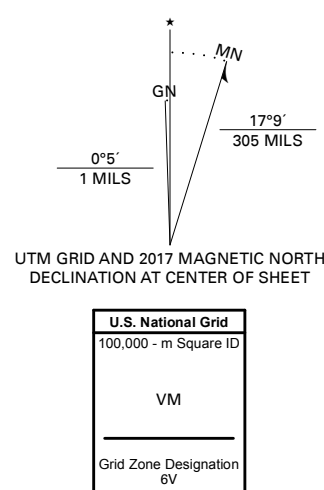 MN
GN
17°9´
305 MILS
0°5´
1 MILS
UTM GRID AND 2017 MAGNETIC NORTH
DECLINATION AT CENTER OF SHEET
U.S. National Grid
100,000 - m Square ID
VM
Grid Zone Designation
6V